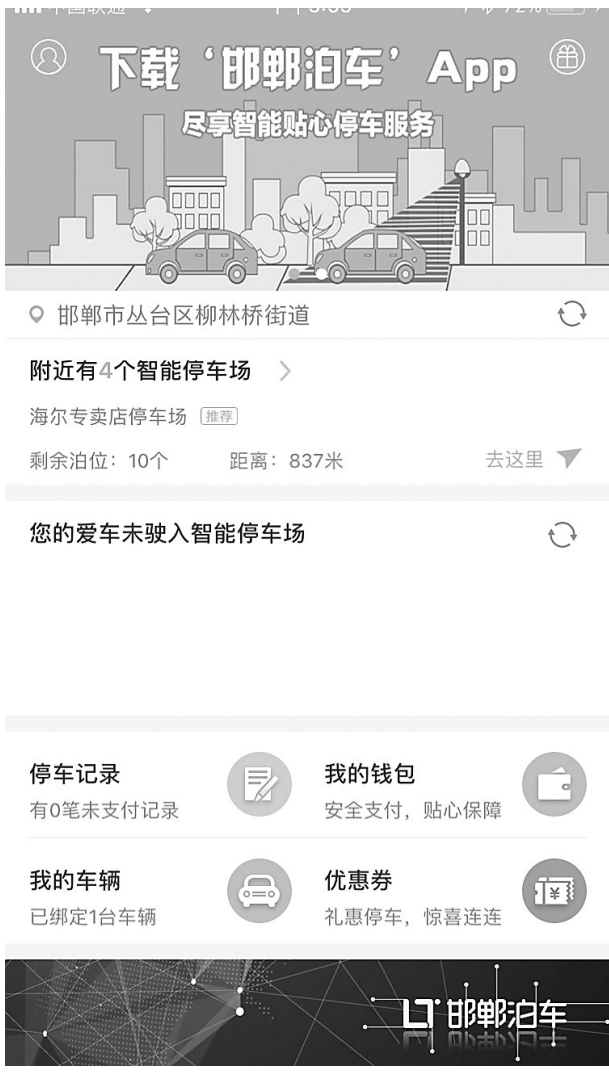 下载‘邯郸泊车’App
尽享智能贴心停车服务
邯郸市丛台区柳林桥街道
附近有4个智能停车场
海尔专卖店停车场 推荐
剩余泊位：10个 距离：837米 去这里
您的爱车未驶入智能停车场
停车记录 我的钱包
有0笔未支付记录 安全支付，贴心保障
我的车辆 优惠券
已绑定1台车辆 礼惠停车，惊喜连连
邯郸泊车